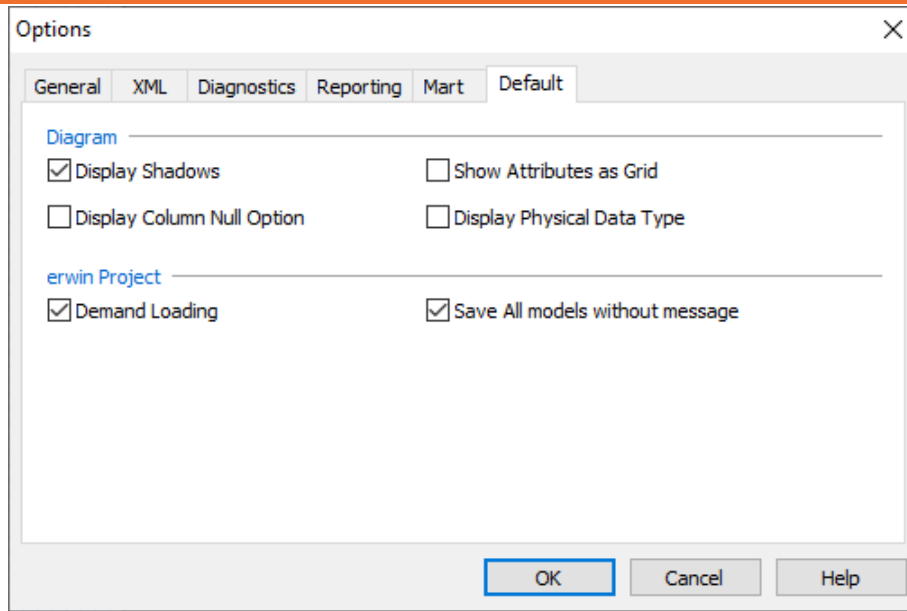 Options
General XML Diagnostics Reporting Mart Default
Diagram
Display Shadows Show Attributes as Grid
Display Column Null Option Display Physical Data Type
erwin Project
Demand Loading Save All models without message
OK Cancel Help